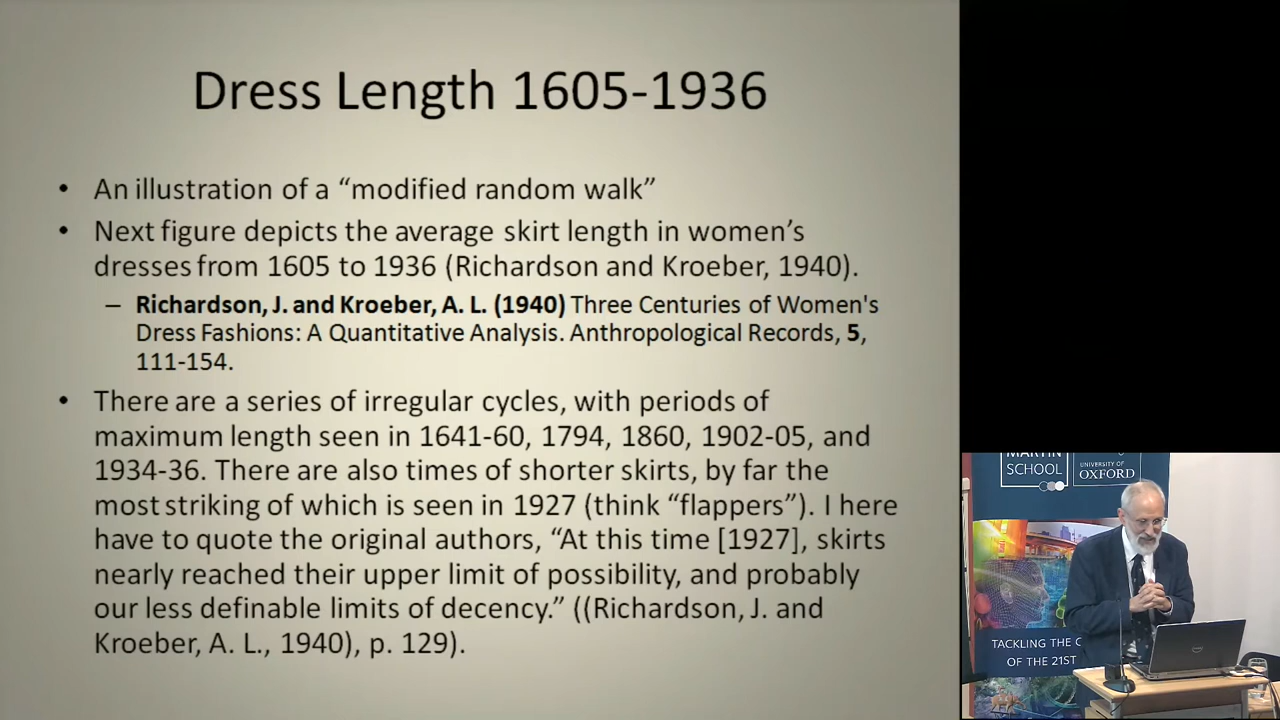 Dress Length 1605-1936
• An illustration of a “modified random walk”
• Next figure depicts the average skirt length in women’s
dresses from 1605 to 1936 (Richardson and Kroeber, 1940).
– Richardson, J. and Kroeber, A. L. (1940) Three Centuries of Women's
Dress Fashions: A Quantitative Analysis. Anthropological Records, 5,
111-154.
• There are a series of irregular cycles, with periods of
maximum length seen in 1641-60, 1794, 1860, 1902-05, and
1934-36. There are also times of shorter skirts, by far the
most striking of which is seen in 1927 (think “flappers”). I here
have to quote the original authors, “At this time [1927], skirts
nearly reached their upper limit of possibility, and probably
our less definable limits of decency.” ((Richardson, J. and
Kroeber, A. L., 1940), p. 129).
MARTIN
SCHOOL
UNIVERSITY OF
OXFORD
TACKLING THE C
OF THE 21ST